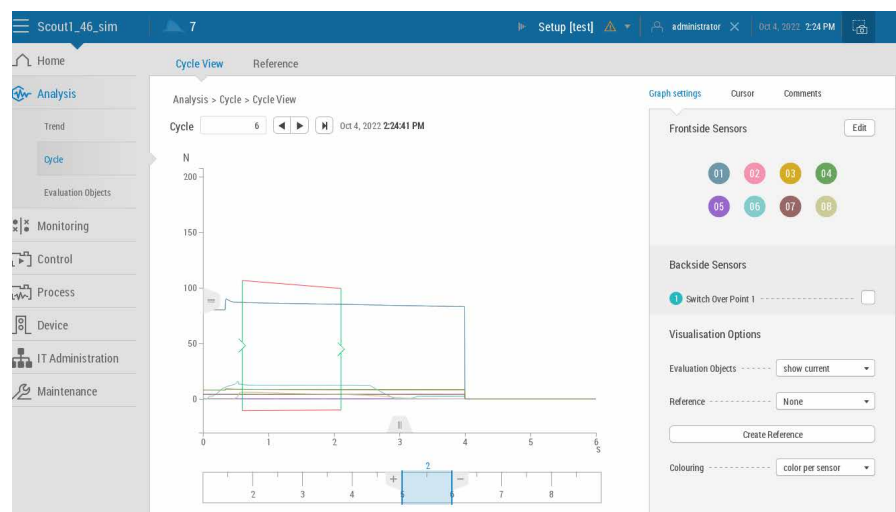 Scout1_46_sim
7
Setup [test]
administrator
Oct 4, 2022 2:24 PM
Home
Analysis
Trend
Cycle
Evaluation Objects
Monitoring
Control
Process
Device
IT Administration
Maintenance
Cycle View
Reference
Analysis > Cycle > Cycle View
Cycle 6 Oct 4, 2022 2:24:41 PM
N
200
150
100
50
0
0 1 2 3 4 5 6
s
2
+ −
2 3 4 5 6 7 8
Graph settings
Cursor
Comments
Frontside Sensors
Edit
01 02 03 04
05 06 07 08
Backside Sensors
1 Switch Over Point 1
Visualisation Options
Evaluation Objects show current
Reference None
Create Reference
Colouring color per sensor